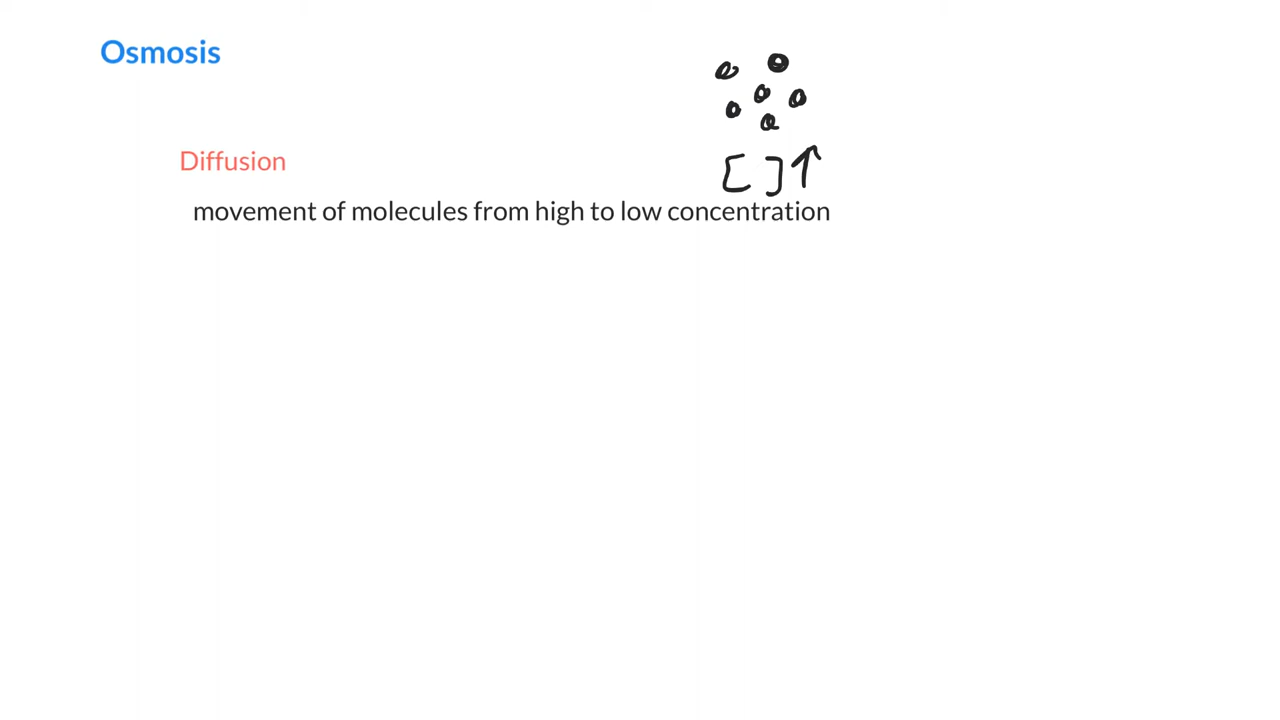 Osmosis
[ ]↑
Diffusion
movement of molecules from high to low concentration